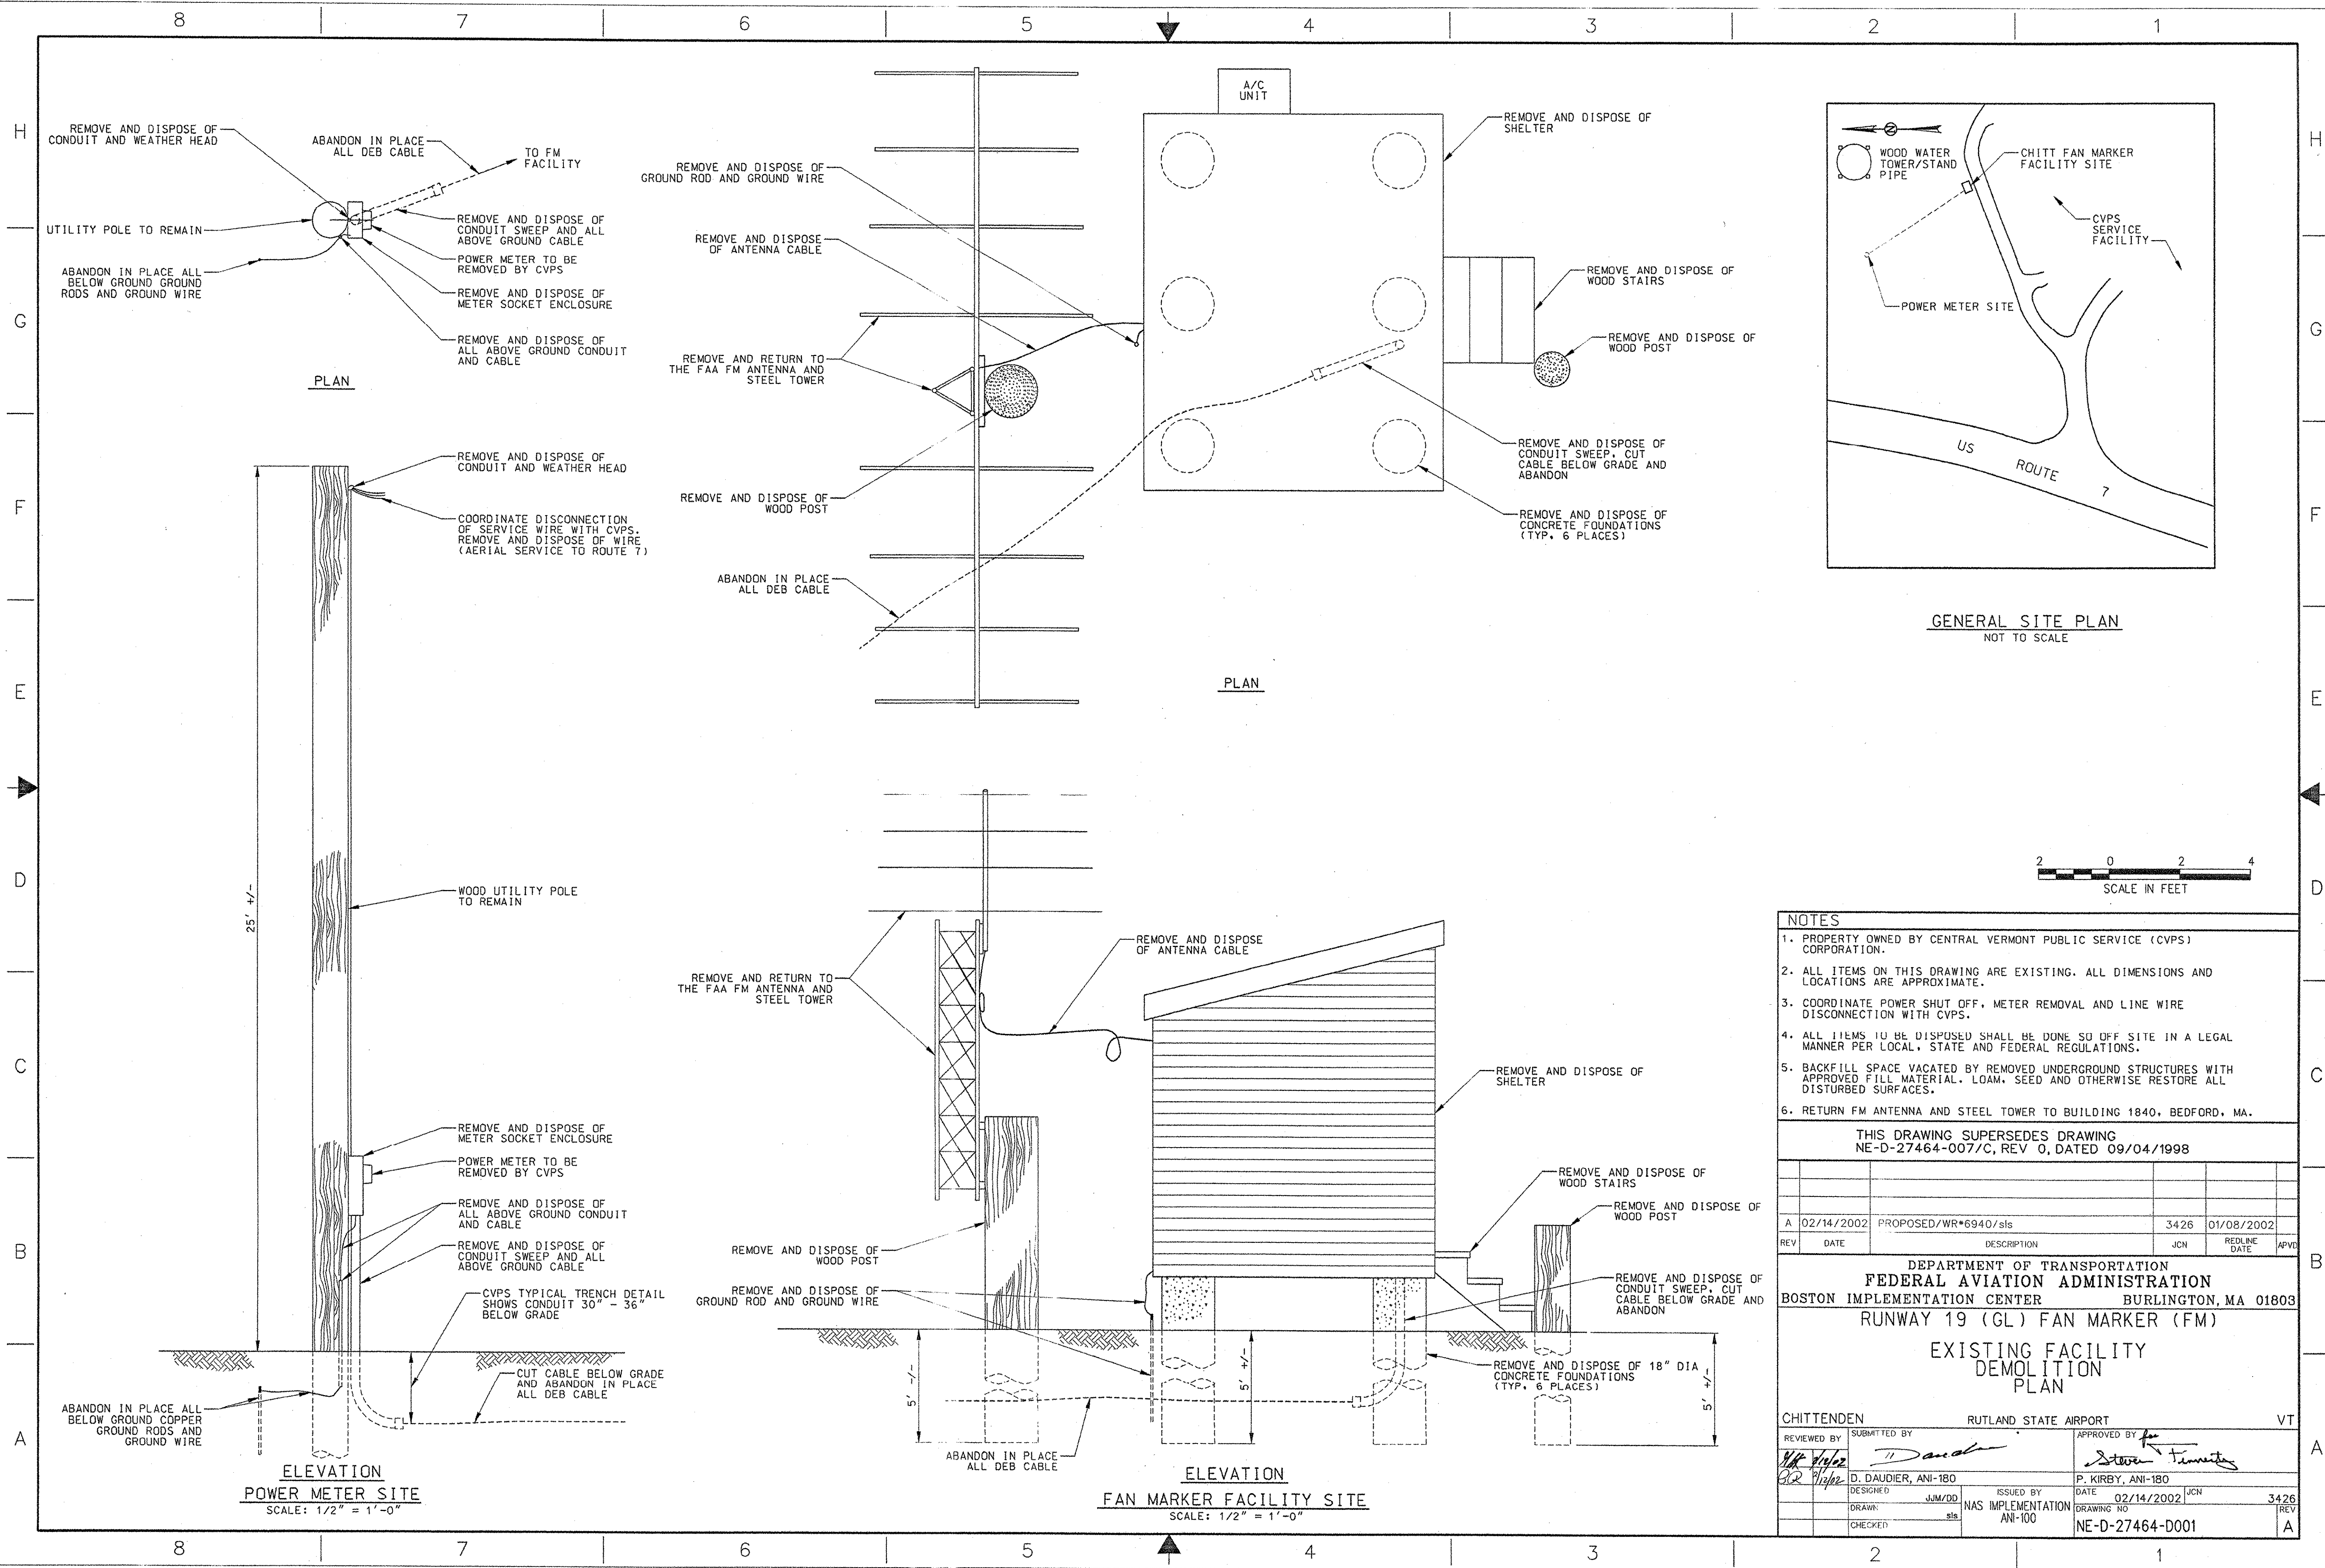 8 7 6 5 4 3 2 1
H
G
F
E
D
C
B
A
REMOVE AND DISPOSE OF
CONDUIT AND WEATHER HEAD
ABANDON IN PLACE
ALL DEB CABLE
TO FM
FACILITY
UTILITY POLE TO REMAIN
REMOVE AND DISPOSE OF
CONDUIT SWEEP AND ALL
ABOVE GROUND CABLE
POWER METER TO BE
REMOVED BY CVPS
ABANDON IN PLACE ALL
BELOW GROUND GROUND
RODS AND GROUND WIRE
REMOVE AND DISPOSE OF
METER SOCKET ENCLOSURE
REMOVE AND DISPOSE OF
ALL ABOVE GROUND CONDUIT
AND CABLE
PLAN
REMOVE AND DISPOSE OF
CONDUIT AND WEATHER HEAD
COORDINATE DISCONNECTION
OF SERVICE WIRE WITH CVPS.
REMOVE AND DISPOSE OF WIRE
(AERIAL SERVICE TO ROUTE 7)
25' +/-
WOOD UTILITY POLE
TO REMAIN
REMOVE AND DISPOSE OF
METER SOCKET ENCLOSURE
POWER METER TO BE
REMOVED BY CVPS
REMOVE AND DISPOSE OF
ALL ABOVE GROUND CONDUIT
AND CABLE
REMOVE AND DISPOSE OF
CONDUIT SWEEP AND ALL
ABOVE GROUND CABLE
CVPS TYPICAL TRENCH DETAIL
SHOWS CONDUIT 30" - 36"
BELOW GRADE
CUT CABLE BELOW GRADE
AND ABANDON IN PLACE
ALL DEB CABLE
ABANDON IN PLACE ALL
BELOW GROUND COPPER
GROUND RODS AND
GROUND WIRE
ELEVATION
POWER METER SITE
SCALE: 1/2" = 1'-0"
A/C
UNIT
REMOVE AND DISPOSE OF
SHELTER
REMOVE AND DISPOSE OF
GROUND ROD AND GROUND WIRE
REMOVE AND DISPOSE
OF ANTENNA CABLE
REMOVE AND DISPOSE OF
WOOD STAIRS
REMOVE AND DISPOSE OF
WOOD POST
REMOVE AND RETURN TO
THE FAA FM ANTENNA AND
STEEL TOWER
REMOVE AND DISPOSE OF
CONDUIT SWEEP, CUT
CABLE BELOW GRADE AND
ABANDON
REMOVE AND DISPOSE OF
WOOD POST
REMOVE AND DISPOSE OF
CONCRETE FOUNDATIONS
(TYP. 6 PLACES)
ABANDON IN PLACE
ALL DEB CABLE
PLAN
REMOVE AND DISPOSE
OF ANTENNA CABLE
REMOVE AND RETURN TO
THE FAA FM ANTENNA AND
STEEL TOWER
REMOVE AND DISPOSE OF
SHELTER
REMOVE AND DISPOSE OF
WOOD STAIRS
REMOVE AND DISPOSE OF
WOOD POST
REMOVE AND DISPOSE OF
WOOD POST
REMOVE AND DISPOSE OF
GROUND ROD AND GROUND WIRE
REMOVE AND DISPOSE OF
CONDUIT SWEEP, CUT
CABLE BELOW GRADE AND
ABANDON
REMOVE AND DISPOSE OF 18" DIA
CONCRETE FOUNDATIONS
(TYP. 6 PLACES)
5' +/-
5' +/-
5' +/-
ABANDON IN PLACE
ALL DEB CABLE
ELEVATION
FAN MARKER FACILITY SITE
SCALE: 1/2" = 1'-0"
N
WOOD WATER
TOWER/STAND
PIPE
CHITT FAN MARKER
FACILITY SITE
CVPS
SERVICE
FACILITY
POWER METER SITE
US ROUTE 7
GENERAL SITE PLAN
NOT TO SCALE
2 0 2 4
SCALE IN FEET
NOTES
1. PROPERTY OWNED BY CENTRAL VERMONT PUBLIC SERVICE (CVPS)
CORPORATION.
2. ALL ITEMS ON THIS DRAWING ARE EXISTING. ALL DIMENSIONS AND
LOCATIONS ARE APPROXIMATE.
3. COORDINATE POWER SHUT OFF, METER REMOVAL AND LINE WIRE
DISCONNECTION WITH CVPS.
4. ALL ITEMS TO BE DISPOSED SHALL BE DONE SO OFF SITE IN A LEGAL
MANNER PER LOCAL, STATE AND FEDERAL REGULATIONS.
5. BACKFILL SPACE VACATED BY REMOVED UNDERGROUND STRUCTURES WITH
APPROVED FILL MATERIAL. LOAM, SEED AND OTHERWISE RESTORE ALL
DISTURBED SURFACES.
6. RETURN FM ANTENNA AND STEEL TOWER TO BUILDING 1840, BEDFORD, MA.
THIS DRAWING SUPERSEDES DRAWING
NE-D-27464-007/C, REV 0, DATED 09/04/1998
A 02/14/2002 PROPOSED/WR*6940/sls 3426 01/08/2002
REV DATE DESCRIPTION JCN REDLINE DATE APVD
DEPARTMENT OF TRANSPORTATION
FEDERAL AVIATION ADMINISTRATION
BOSTON IMPLEMENTATION CENTER BURLINGTON, MA 01803
RUNWAY 19 (GL) FAN MARKER (FM)
EXISTING FACILITY
DEMOLITION
PLAN
CHITTENDEN RUTLAND STATE AIRPORT VT
REVIEWED BY SUBMITTED BY APPROVED BY for
D. DAUDIER, ANI-180 P. KIRBY, ANI-180
DESIGNED JJM/DD ISSUED BY DATE 02/14/2002 JCN 3426
DRAWN sls NAS IMPLEMENTATION DRAWING NO REV
CHECKED ANI-100 NE-D-27464-D001 A
8 7 6 5 4 3 2 1
H
G
F
E
D
C
B
A